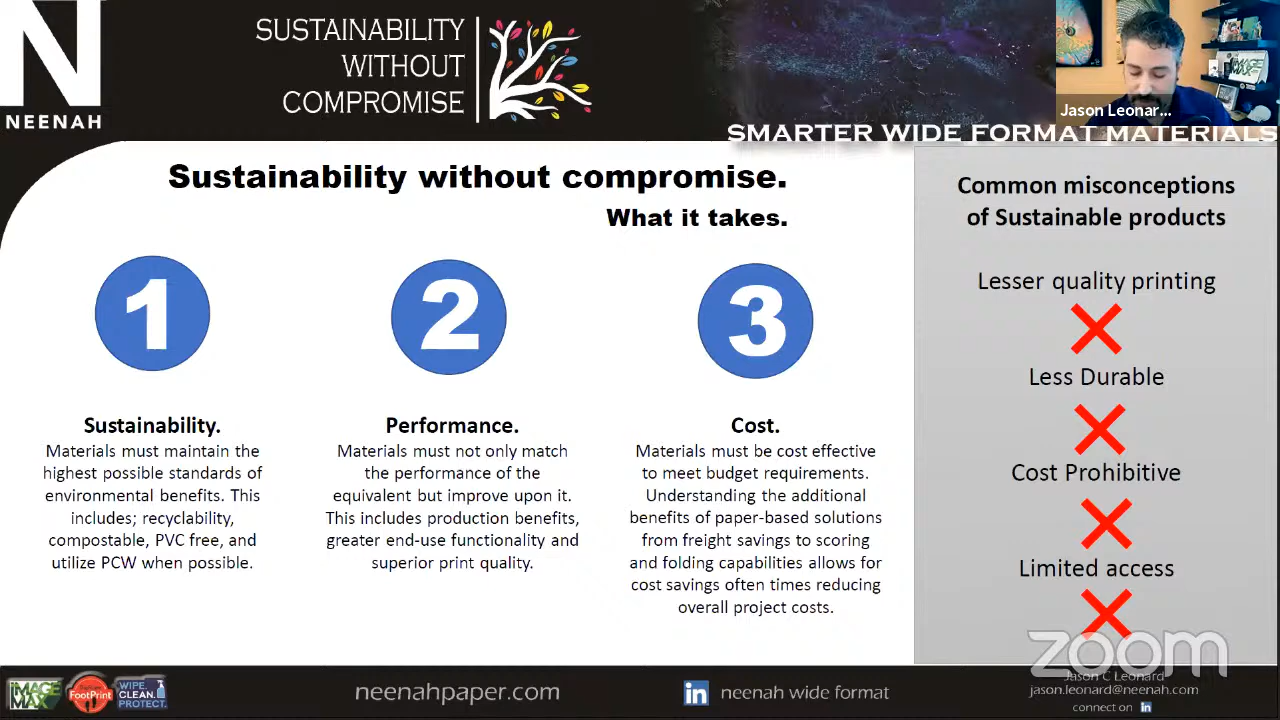 N
NEENAH
SUSTAINABILITY
WITHOUT
COMPROMISE
Jason Leonar...
SMARTER WIDE FORMAT MATERIALS
Sustainability without compromise.
What it takes.
1
Sustainability.
Materials must maintain the
highest possible standards of
environmental benefits. This
includes; recyclability,
compostable, PVC free, and
utilize PCW when possible.
2
Performance.
Materials must not only match
the performance of the
equivalent but improve upon it.
This includes production benefits,
greater end-use functionality and
superior print quality.
3
Cost.
Materials must be cost effective
to meet budget requirements.
Understanding the additional
benefits of paper-based solutions
from freight savings to scoring
and folding capabilities allows for
cost savings often times reducing
overall project costs.
Common misconceptions
of Sustainable products
Lesser quality printing
Less Durable
Cost Prohibitive
Limited access
zoom
IMAGE
MAX
FootPrint
WIPE.
CLEAN.
PROTECT.
neenahpaper.com
in neenah wide format
Jason C Leonard
jason.leonard@neenah.com
connect on in